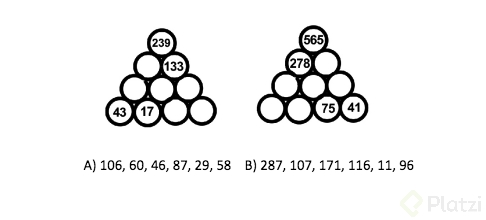 239 565
133 278
43 17 75 41
A) 106, 60, 46, 87, 29, 58 B) 287, 107, 171, 116, 11, 96
Platzi